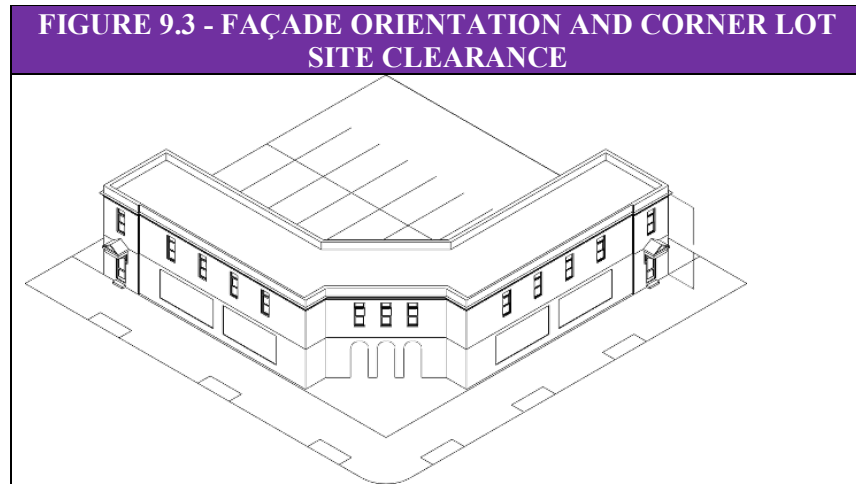 FIGURE 9.3 - FAÇADE ORIENTATION AND CORNER LOT
SITE CLEARANCE